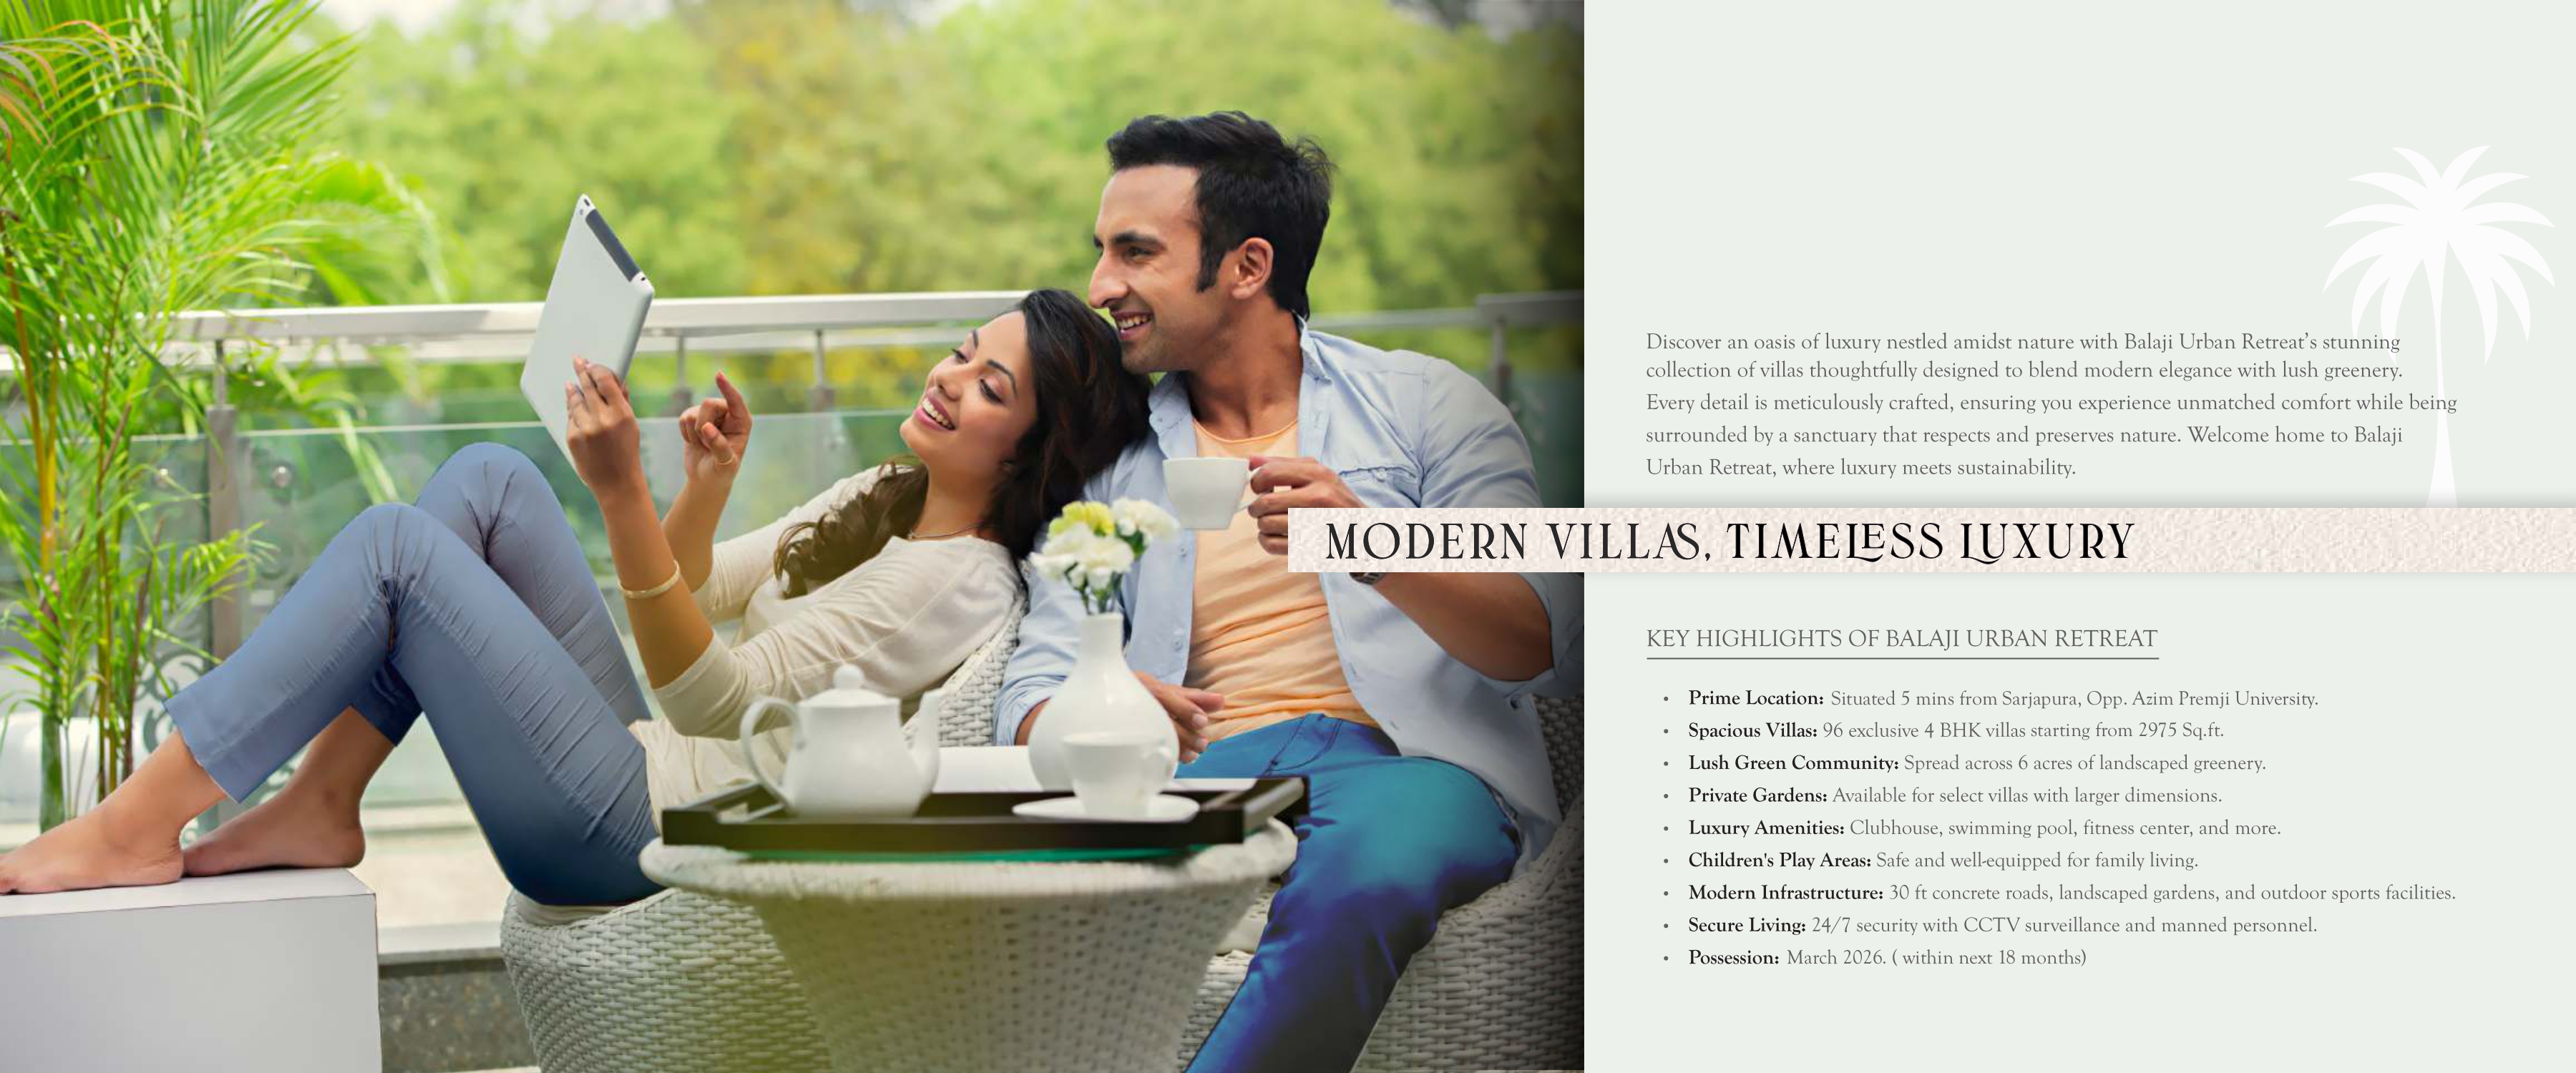 Discover an oasis of luxury nestled amidst nature with Balaji Urban Retreat’s stunning
collection of villas thoughtfully designed to blend modern elegance with lush greenery.
Every detail is meticulously crafted, ensuring you experience unmatched comfort while being
surrounded by a sanctuary that respects and preserves nature. Welcome home to Balaji
Urban Retreat, where luxury meets sustainability.
MODERN VILLAS, TIMELESS LUXURY
KEY HIGHLIGHTS OF BALAJI URBAN RETREAT
• Prime Location: Situated 5 mins from Sarjapura, Opp. Azim Premji University.
• Spacious Villas: 96 exclusive 4 BHK villas starting from 2975 Sq.ft.
• Lush Green Community: Spread across 6 acres of landscaped greenery.
• Private Gardens: Available for select villas with larger dimensions.
• Luxury Amenities: Clubhouse, swimming pool, fitness center, and more.
• Children's Play Areas: Safe and well-equipped for family living.
• Modern Infrastructure: 30 ft concrete roads, landscaped gardens, and outdoor sports facilities.
• Secure Living: 24/7 security with CCTV surveillance and manned personnel.
• Possession: March 2026. ( within next 18 months)